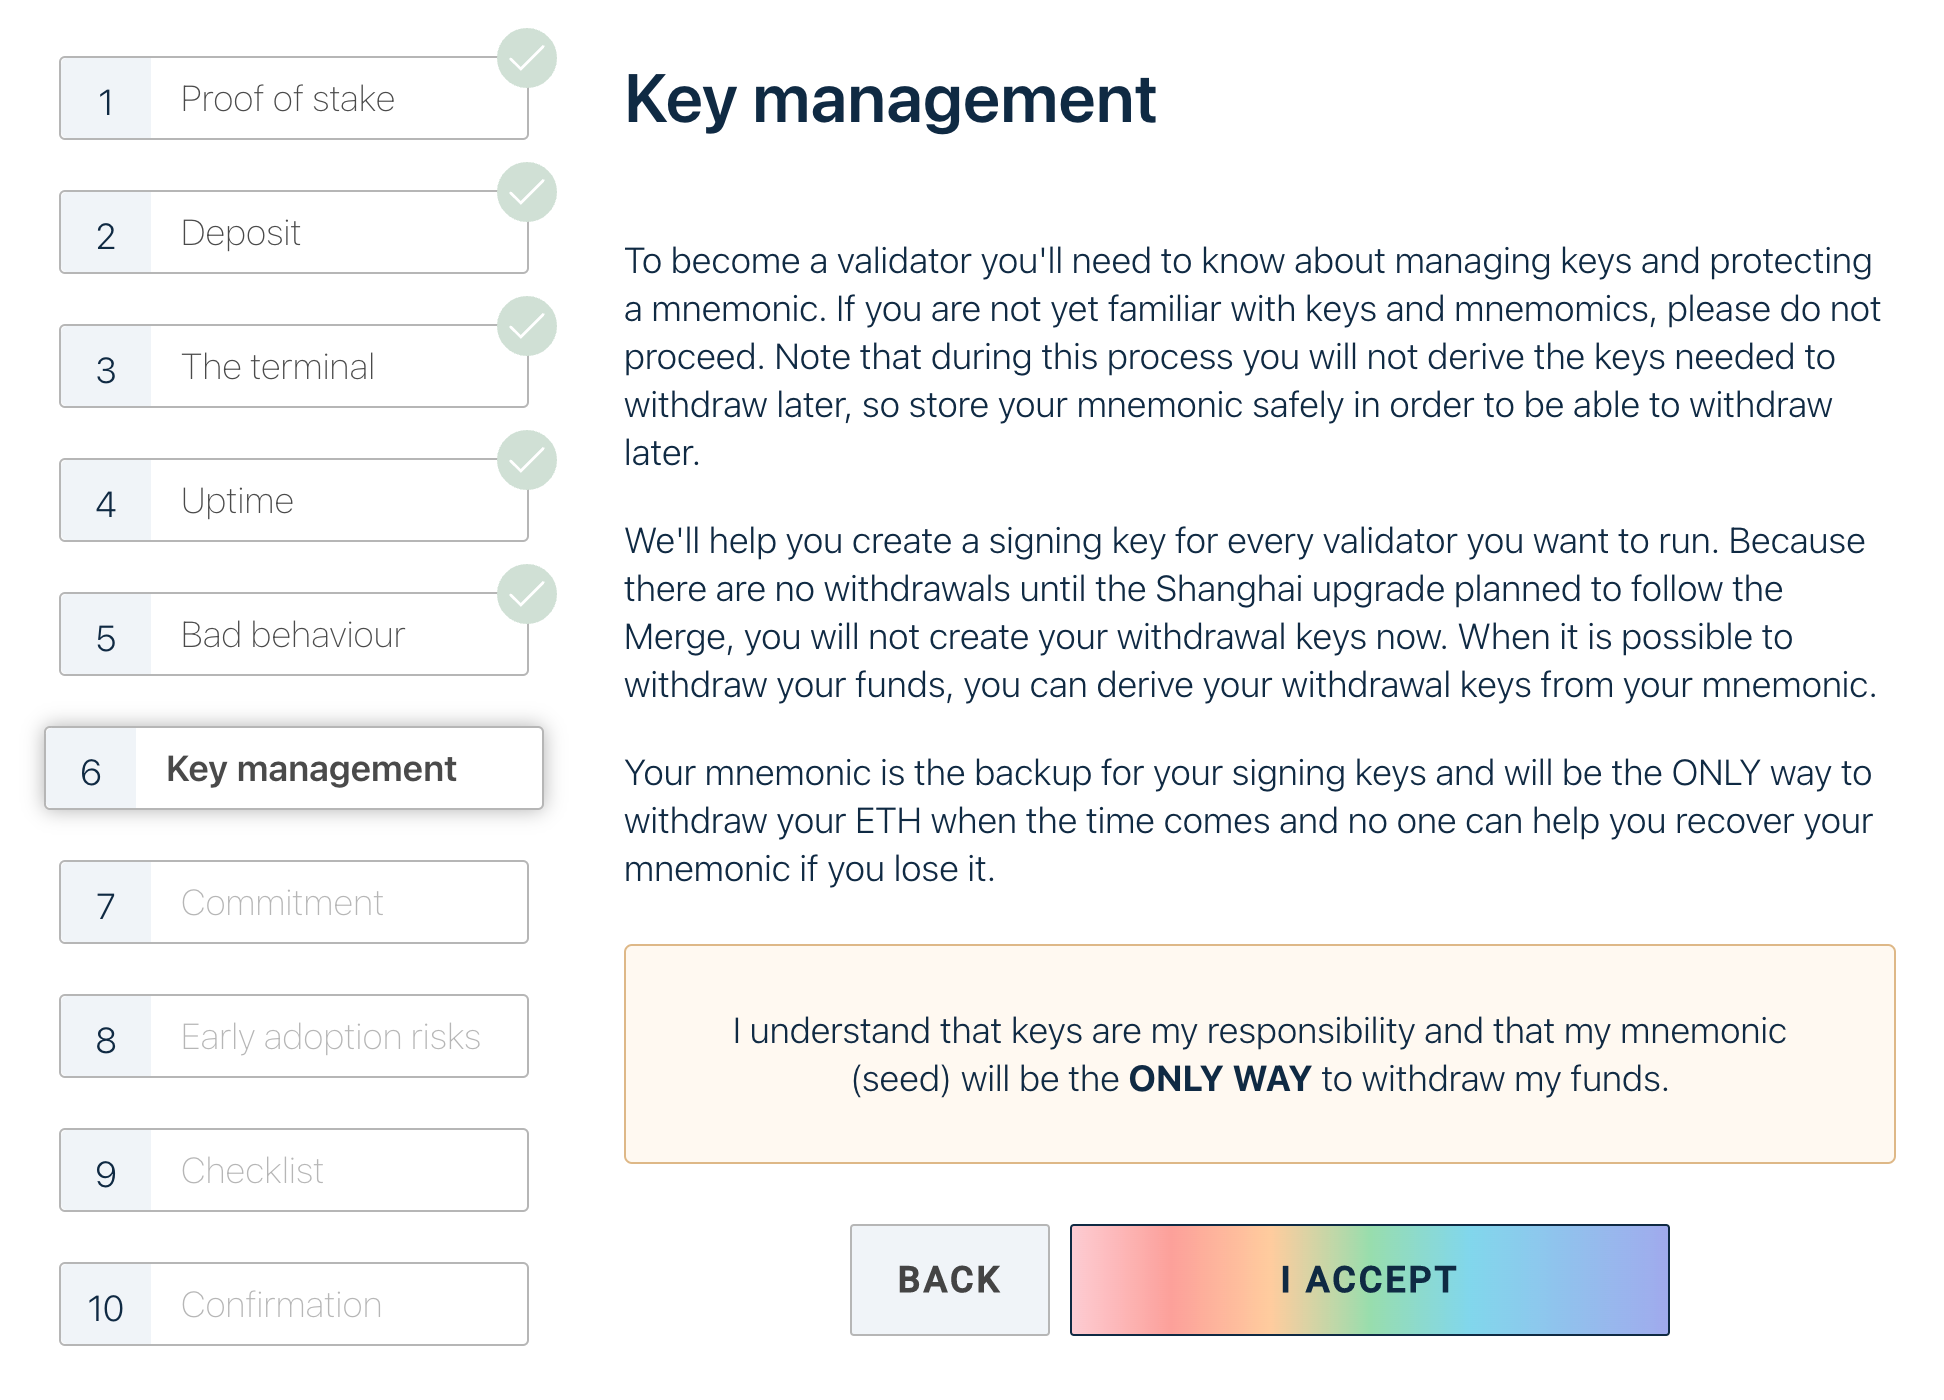 1 Proof of stake
2 Deposit
3 The terminal
4 Uptime
5 Bad behaviour
6 Key management
7 Commitment
8 Early adoption risks
9 Checklist
10 Confirmation
Key management
To become a validator you'll need to know about managing keys and protecting
a mnemonic. If you are not yet familiar with keys and mnemomics, please do not
proceed. Note that during this process you will not derive the keys needed to
withdraw later, so store your mnemonic safely in order to be able to withdraw
later.
We'll help you create a signing key for every validator you want to run. Because
there are no withdrawals until the Shanghai upgrade planned to follow the
Merge, you will not create your withdrawal keys now. When it is possible to
withdraw your funds, you can derive your withdrawal keys from your mnemonic.
Your mnemonic is the backup for your signing keys and will be the ONLY way to
withdraw your ETH when the time comes and no one can help you recover your
mnemonic if you lose it.
I understand that keys are my responsibility and that my mnemonic
(seed) will be the ONLY WAY to withdraw my funds.
BACK
I ACCEPT